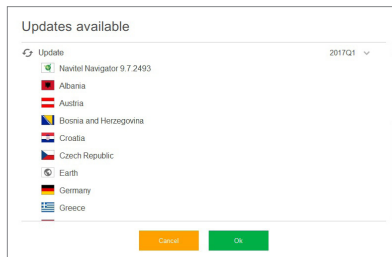 Updates available
Update 2017Q1
Navitel Navigator 9.7.2493
Albania
Austria
Bosnia and Herzegovina
Croatia
Czech Republic
Earth
Germany
Greece
Cancel Ok